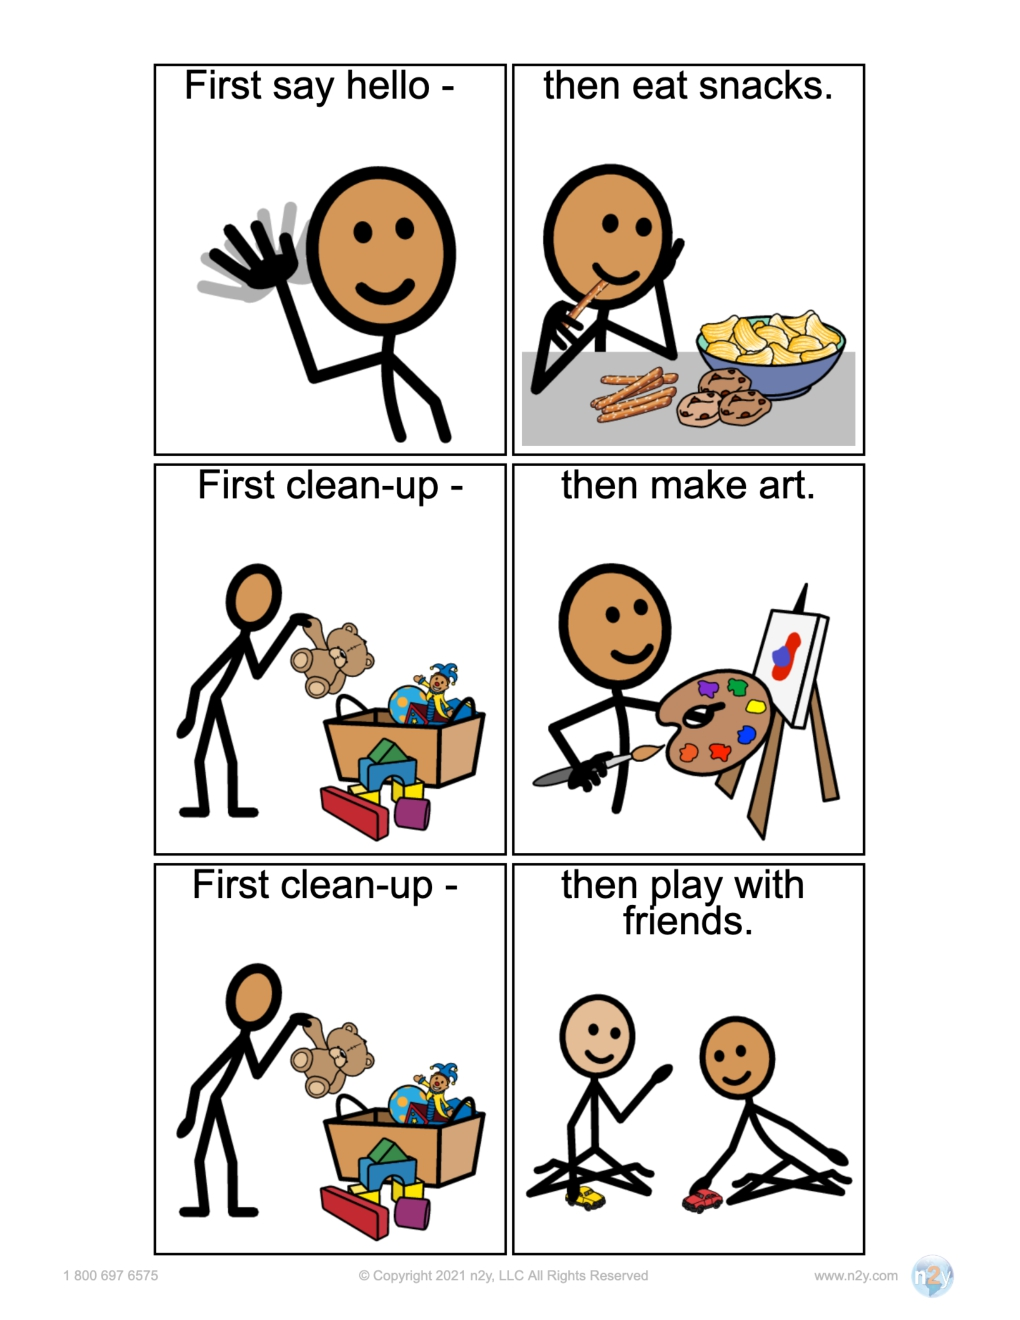 First say hello -
then eat snacks.
First clean-up -
then make art.
First clean-up -
then play with
friends.
1 800 697 6575
© Copyright 2021 n2y, LLC All Rights Reserved
www.n2y.com
n2y